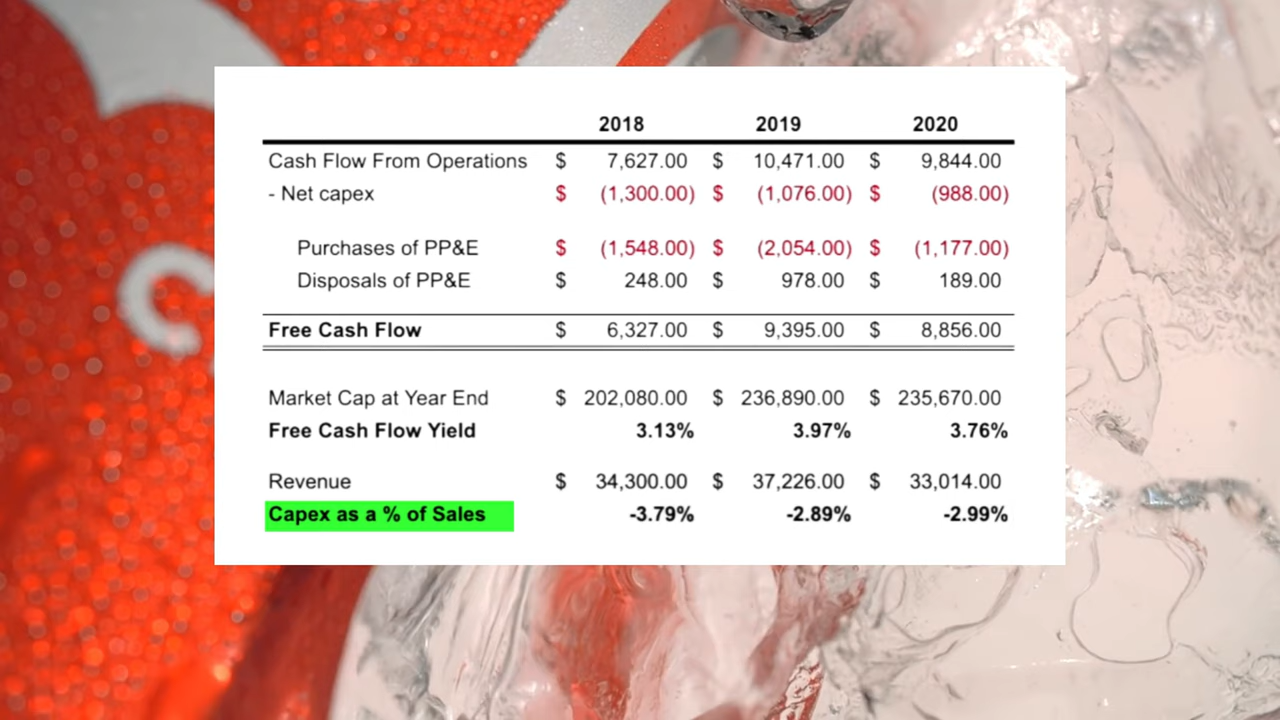 2018 2019 2020
Cash Flow From Operations $ 7,627.00 $ 10,471.00 $ 9,844.00
- Net capex $ (1,300.00) $ (1,076.00) $ (988.00)
Purchases of PP&E $ (1,548.00) $ (2,054.00) $ (1,177.00)
Disposals of PP&E $ 248.00 $ 978.00 $ 189.00
Free Cash Flow $ 6,327.00 $ 9,395.00 $ 8,856.00
Market Cap at Year End $ 202,080.00 $ 236,890.00 $ 235,670.00
Free Cash Flow Yield 3.13% 3.97% 3.76%
Revenue $ 34,300.00 $ 37,226.00 $ 33,014.00
Capex as a % of Sales -3.79% -2.89% -2.99%